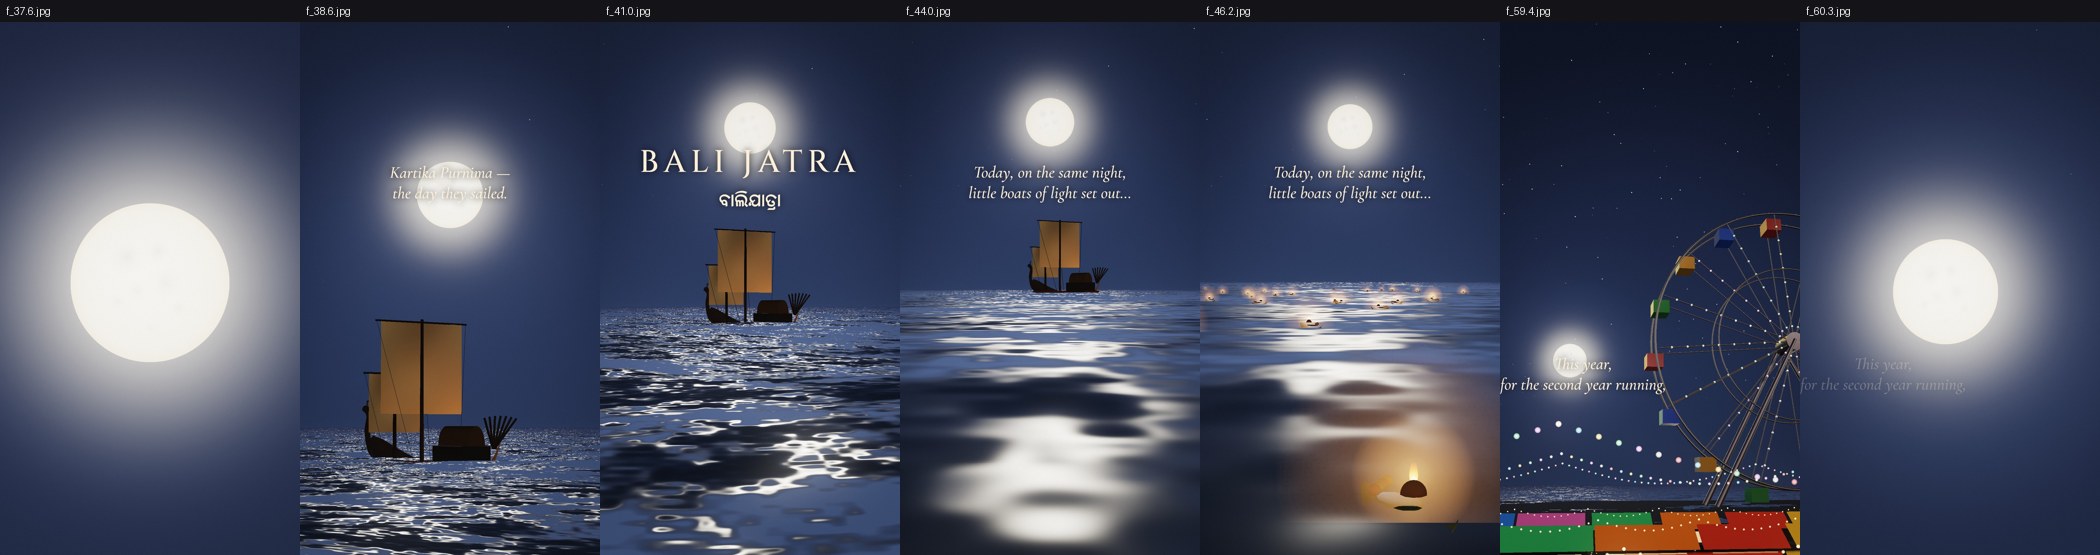 f_37.6.jpg
f_38.6.jpg
f_41.0.jpg
f_44.0.jpg
f_46.2.jpg
f_59.4.jpg
f_60.3.jpg
Kartika Purnima —
the day they sailed.
BALI JATRA
ବାଲିଯାତ୍ରା
Today, on the same night,
little boats of light set out...
Today, on the same night,
little boats of light set out...
This year,
for the second year running,
This year,
for the second year running,